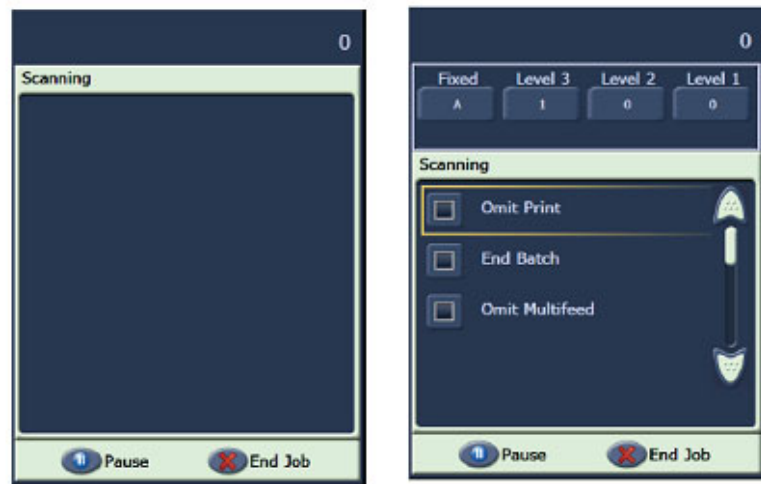 0
Scanning
Pause End Job
0
Fixed Level 3 Level 2 Level 1
A 1 0 0
Scanning
Omit Print
End Batch
Omit Multifeed
Pause End Job